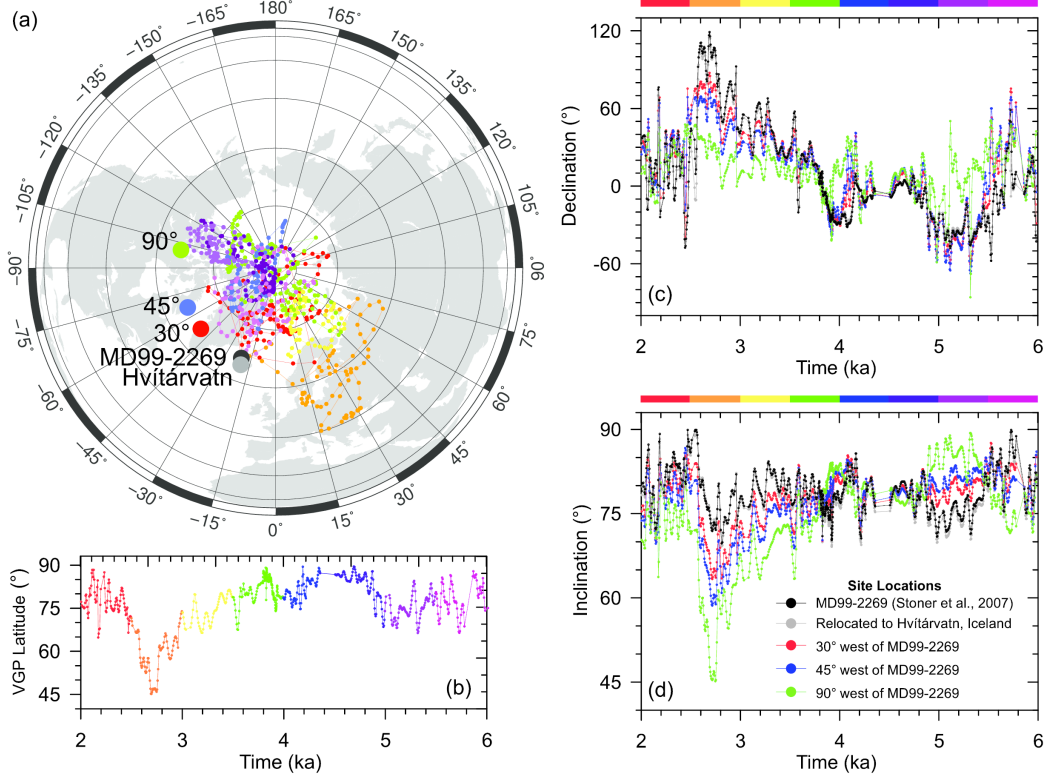 (a)
180˚
165˚
150˚
135˚
120˚
105˚
90˚
75˚
60˚
45˚
30˚
15˚
0˚
−15˚
−30˚
−45˚
−60˚
−75˚
−90˚
−105˚
−120˚
−135˚
−150˚
−165˚
90°
45°
30°
MD99-2269
Hvítárvatn
90
75
60
45
VGP Latitude (°)
(b)
2 3 4 5 6
Time (ka)
120
60
0
-60
Declination (°)
(c)
2 3 4 5 6
Time (ka)
90
75
60
45
Inclination (°)
Site Locations
MD99-2269 (Stoner et al., 2007)
Relocated to Hvítárvatn, Iceland
30° west of MD99-2269
45° west of MD99-2269
90° west of MD99-2269
(d)
2 3 4 5 6
Time (ka)